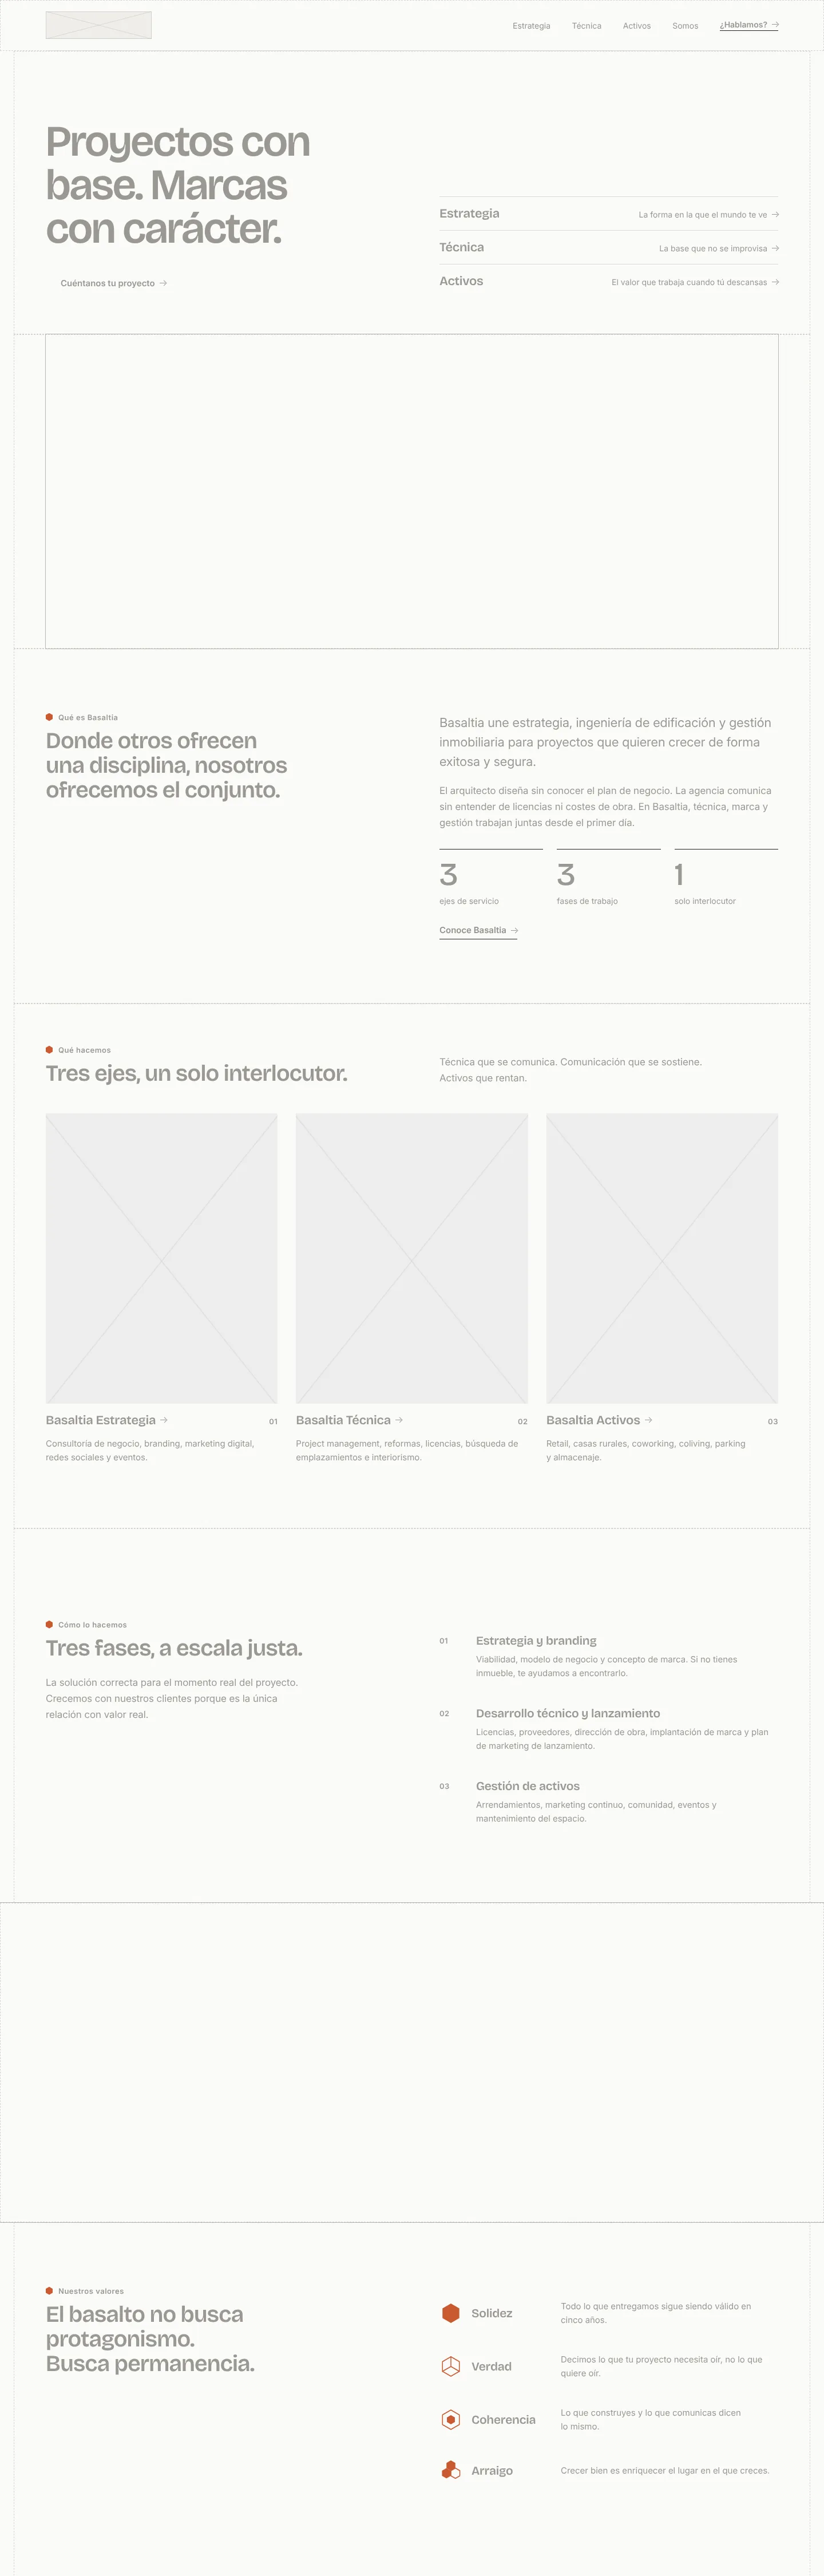 Estrategia
Técnica
Activos
Somos
¿Hablamos? →
Proyectos con
base. Marcas
con carácter.
Cuéntanos tu proyecto →
Estrategia
La forma en la que el mundo te ve →
Técnica
La base que no se improvisa →
Activos
El valor que trabaja cuando tú descansas →
Qué es Basaltia
Donde otros ofrecen
una disciplina, nosotros
ofrecemos el conjunto.
Basaltia une estrategia, ingeniería de edificación y gestión
inmobiliaria para proyectos que quieren crecer de forma
exitosa y segura.
El arquitecto diseña sin conocer el plan de negocio. La agencia comunica
sin entender de licencias ni costes de obra. En Basaltia, técnica, marca y
gestión trabajan juntas desde el primer día.
3
ejes de servicio
3
fases de trabajo
1
solo interlocutor
Conoce Basaltia →
Qué hacemos
Tres ejes, un solo interlocutor.
Técnica que se comunica. Comunicación que se sostiene.
Activos que rentan.
Basaltia Estrategia →
01
Consultoría de negocio, branding, marketing digital,
redes sociales y eventos.
Basaltia Técnica →
02
Project management, reformas, licencias, búsqueda de
emplazamientos e interiorismo.
Basaltia Activos →
03
Retail, casas rurales, coworking, coliving, parking
y almacenaje.
Cómo lo hacemos
Tres fases, a escala justa.
La solución correcta para el momento real del proyecto.
Crecemos con nuestros clientes porque es la única
relación con valor real.
01
Estrategia y branding
Viabilidad, modelo de negocio y concepto de marca. Si no tienes
inmueble, te ayudamos a encontrarlo.
02
Desarrollo técnico y lanzamiento
Licencias, proveedores, dirección de obra, implantación de marca y plan
de marketing de lanzamiento.
03
Gestión de activos
Arrendamientos, marketing continuo, comunidad, eventos y
mantenimiento del espacio.
Nuestros valores
El basalto no busca
protagonismo.
Busca permanencia.
Solidez
Todo lo que entregamos sigue siendo válido en
cinco años.
Verdad
Decimos lo que tu proyecto necesita oír, no lo que
quiere oír.
Coherencia
Lo que construyes y lo que comunicas dicen
lo mismo.
Arraigo
Crecer bien es enriquecer el lugar en el que creces.